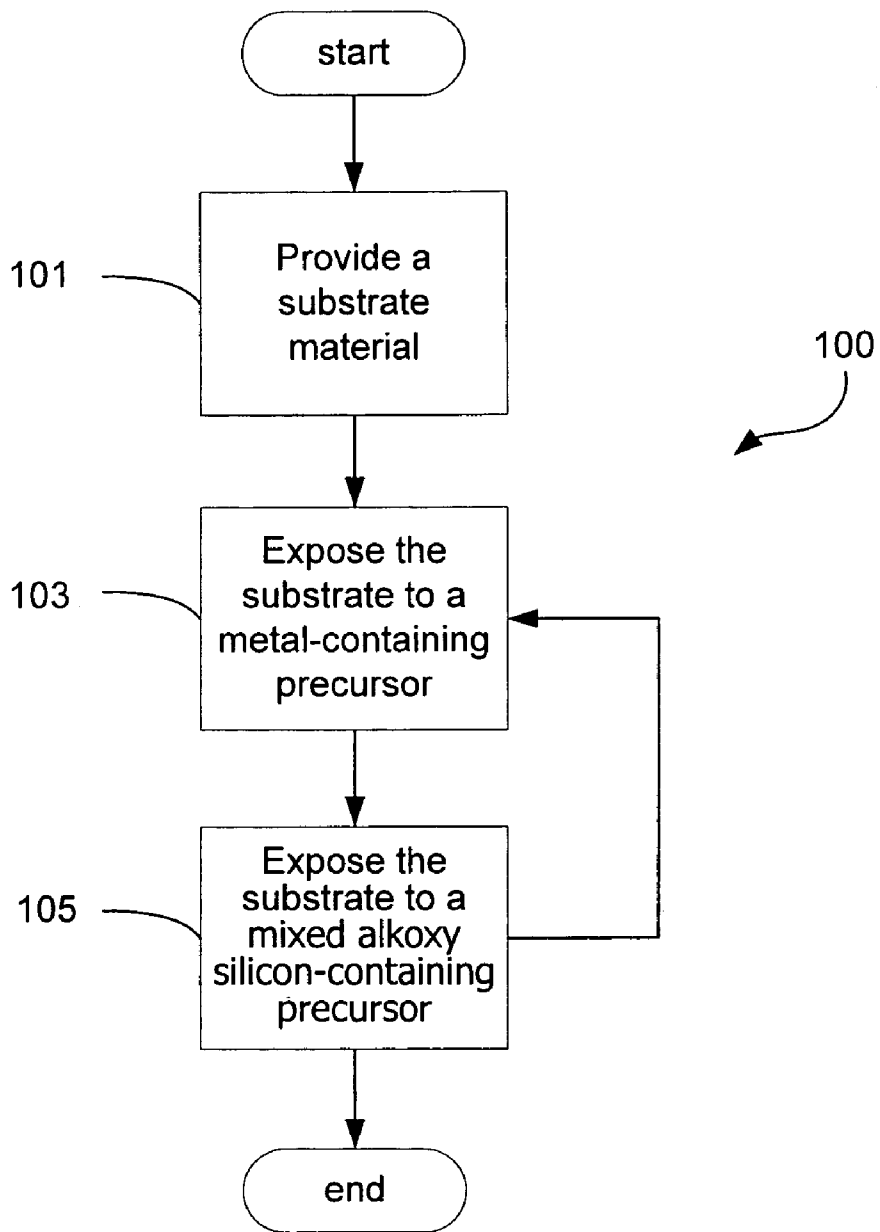 start
101
Provide a
substrate
material
100
103
Expose the
substrate to a
metal-containing
precursor
105
Expose the
substrate to a
mixed alkoxy
silicon-containing
precursor
end